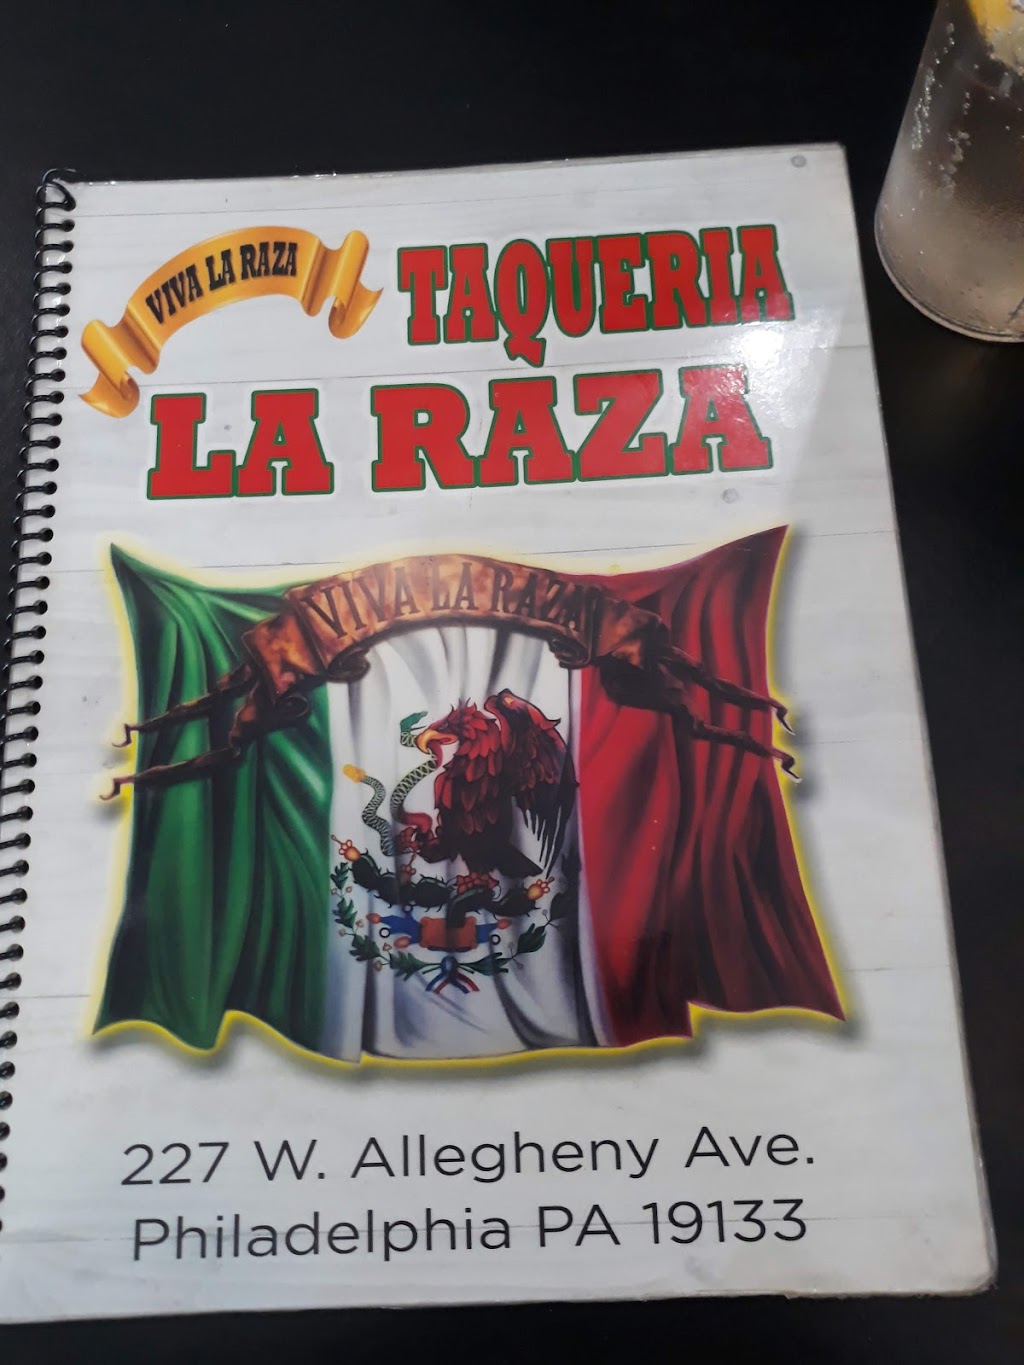 VIVA LA RAZA
TAQUERIA
LA RAZA
VIVA LA RAZA!
227 W. Allegheny Ave.
Philadelphia PA 19133